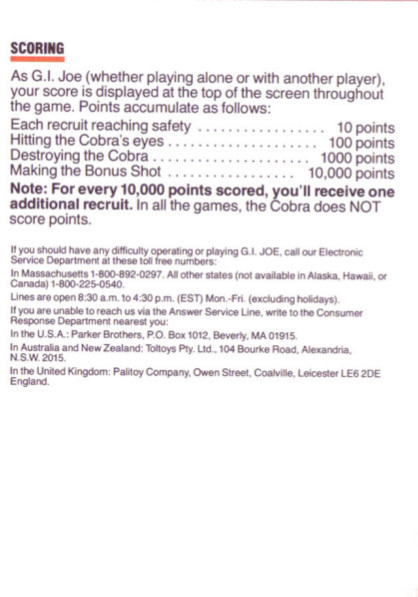 SCORING
As G.I. Joe (whether playing alone or with another player),
your score is displayed at the top of the screen throughout
the game. Points accumulate as follows:
Each recruit reaching safety . . . . . . . . . . . . . . . . . 10 points
Hitting the Cobra's eyes . . . . . . . . . . . . . . . . . . . . 100 points
Destroying the Cobra . . . . . . . . . . . . . . . . . . . . . . 1000 points
Making the Bonus Shot . . . . . . . . . . . . . . . . . 10,000 points
Note: For every 10,000 points scored, you'll receive one
additional recruit. In all the games, the Cobra does NOT
score points.
If you should have any difficulty operating or playing G.I. JOE, call our Electronic
Service Department at these toll free numbers:
In Massachusetts 1-800-892-0297. All other states (not available in Alaska, Hawaii, or
Canada) 1-800-225-0540.
Lines are open 8:30 a.m. to 4:30 p.m. (EST) Mon.-Fri. (excluding holidays).
If you are unable to reach us via the Answer Service Line, write to the Consumer
Response Department nearest you:
In the U.S.A.: Parker Brothers, P.O. Box 1012, Beverly, MA 01915.
In Australia and New Zealand: Toltoys Pty. Ltd., 104 Bourke Road, Alexandria,
N.S.W. 2015.
In the United Kingdom: Palitoy Company, Owen Street, Coalville, Leicester LE6 2DE
England.